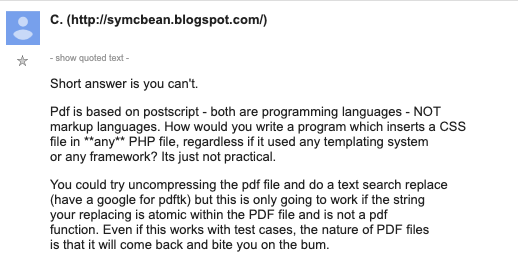 C. (http://symcbean.blogspot.com/)
- show quoted text -
Short answer is you can't.
Pdf is based on postscript - both are programming languages - NOT
markup languages. How would you write a program which inserts a CSS
file in **any** PHP file, regardless if it used any templating system
or any framework? Its just not practical.
You could try uncompressing the pdf file and do a text search replace
(have a google for pdftk) but this is only going to work if the string
your replacing is atomic within the PDF file and is not a pdf
function. Even if this works with test cases, the nature of PDF files
is that it will come back and bite you on the bum.